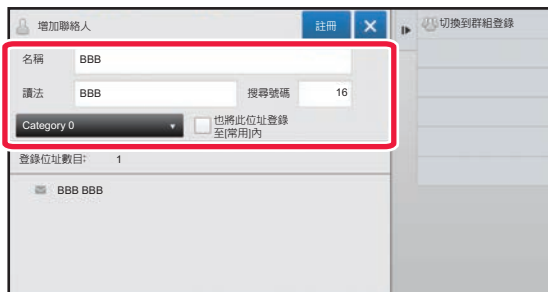 增加聯絡人
註冊
切換到群組登錄
名稱 BBB
讀法 BBB 搜尋號碼 16
Category 0
也將此位址登錄
至[常用]內
登錄位址數目: 1
BBB BBB